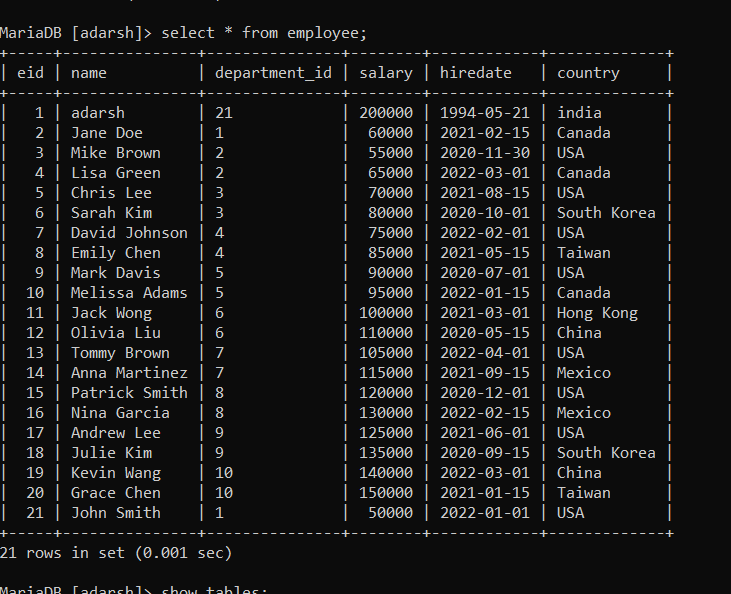 MariaDB [adarsh]> select * from employee;
+-----+---------------+---------------+--------+------------+-------------+
| eid | name          | department_id | salary | hiredate   | country     |
+-----+---------------+---------------+--------+------------+-------------+
|   1 | adarsh        | 21            | 200000 | 1994-05-21 | india       |
|   2 | Jane Doe      | 1             |  60000 | 2021-02-15 | Canada      |
|   3 | Mike Brown    | 2             |  55000 | 2020-11-30 | USA         |
|   4 | Lisa Green    | 2             |  65000 | 2022-03-01 | Canada      |
|   5 | Chris Lee     | 3             |  70000 | 2021-08-15 | USA         |
|   6 | Sarah Kim     | 3             |  80000 | 2020-10-01 | South Korea |
|   7 | David Johnson | 4             |  75000 | 2022-02-01 | USA         |
|   8 | Emily Chen    | 4             |  85000 | 2021-05-15 | Taiwan      |
|   9 | Mark Davis    | 5             |  90000 | 2020-07-01 | USA         |
|  10 | Melissa Adams | 5             |  95000 | 2022-01-15 | Canada      |
|  11 | Jack Wong     | 6             | 100000 | 2021-03-01 | Hong Kong   |
|  12 | Olivia Liu    | 6             | 110000 | 2020-05-15 | China       |
|  13 | Tommy Brown   | 7             | 105000 | 2022-04-01 | USA         |
|  14 | Anna Martinez | 7             | 115000 | 2021-09-15 | Mexico      |
|  15 | Patrick Smith | 8             | 120000 | 2020-12-01 | USA         |
|  16 | Nina Garcia   | 8             | 130000 | 2022-02-15 | Mexico      |
|  17 | Andrew Lee    | 9             | 125000 | 2021-06-01 | USA         |
|  18 | Julie Kim     | 9             | 135000 | 2020-09-15 | South Korea |
|  19 | Kevin Wang    | 10            | 140000 | 2022-03-01 | China       |
|  20 | Grace Chen    | 10            | 150000 | 2021-01-15 | Taiwan      |
|  21 | John Smith    | 1             |  50000 | 2022-01-01 | USA         |
+-----+---------------+---------------+--------+------------+-------------+
21 rows in set (0.001 sec)
MariaDB [adarsh]> show tables;